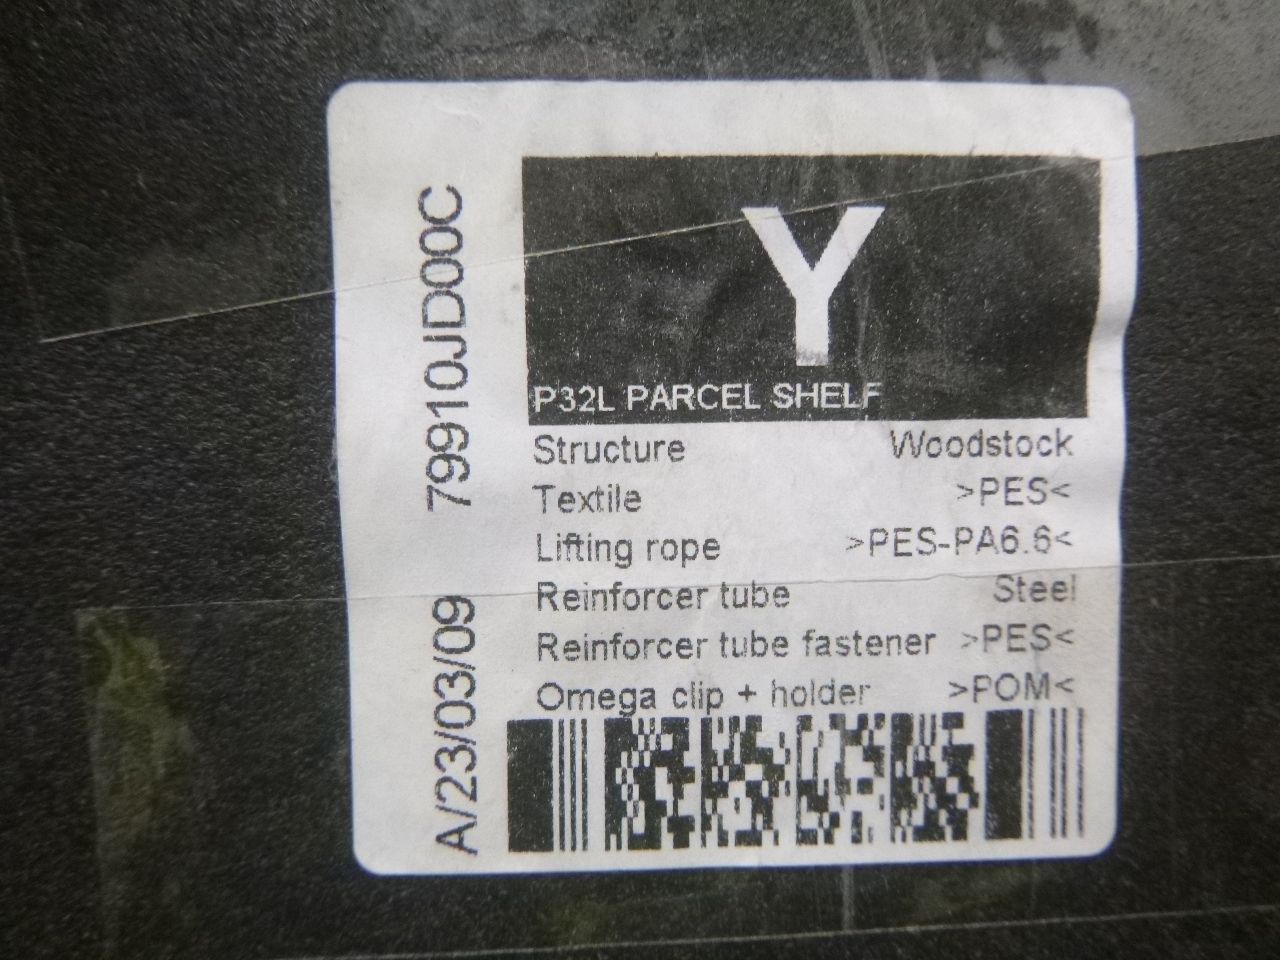 Y
P32L PARCEL SHELF
Structure Woodstock
Textile >PES<
Lifting rope >PES-PA6.6<
Reinforcer tube Steel
Reinforcer tube fastener >PES<
Omega clip + holder >POM<
A/23/03/09 79910JD00C